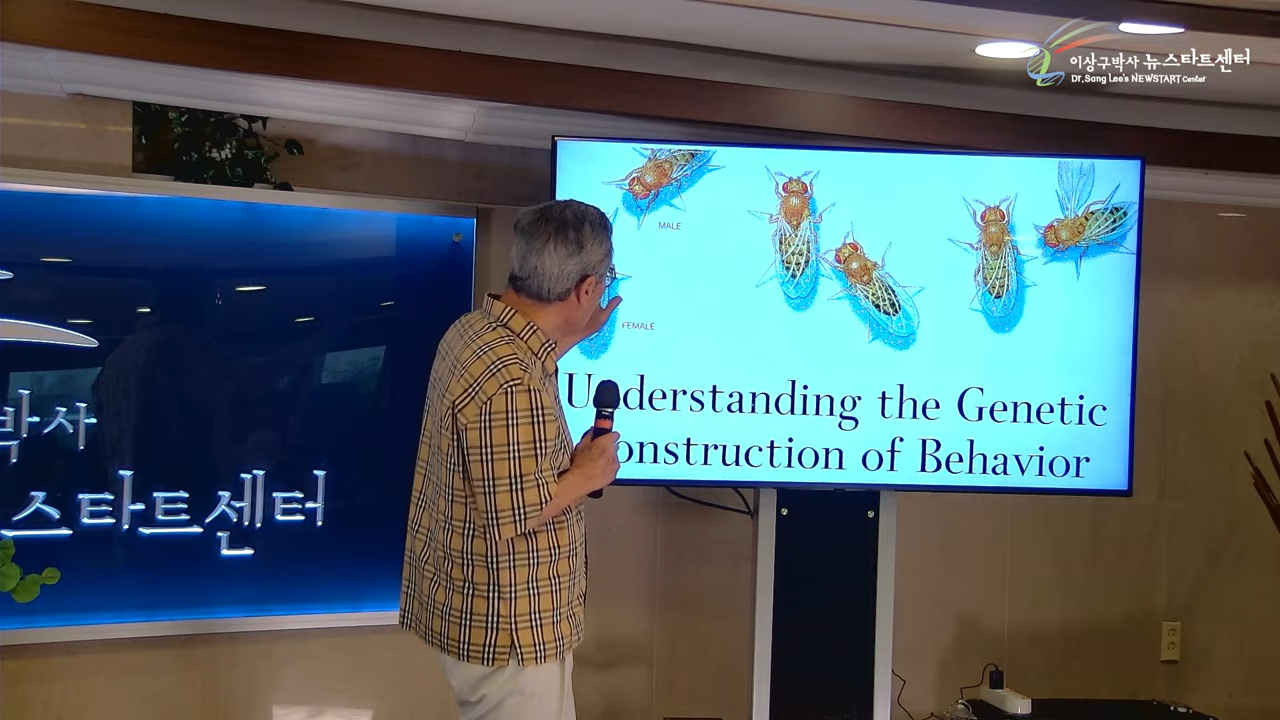 이상구박사 뉴스타트센터
Dr. Sang Lee's NEWSTART Center
MALE
FEMALE
Understanding the Genetic
Construction of Behavior
박사
스타트센터